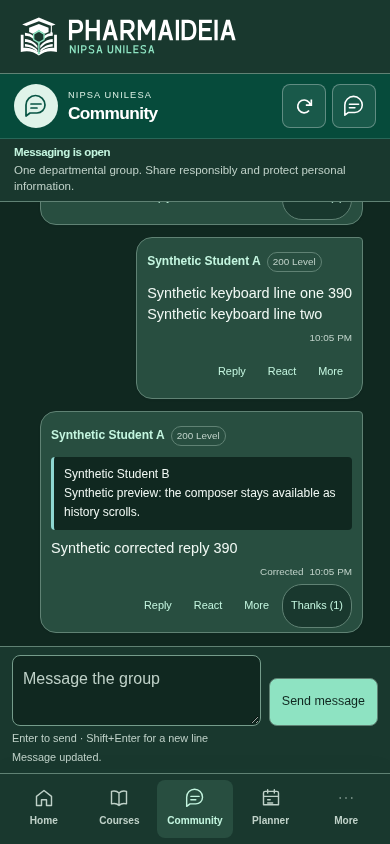 PHARMAIDEIA
NIPSA UNILESA
NIPSA UNILESA
Community
Messaging is open
One departmental group. Share responsibly and protect personal
information.
Synthetic Student A 200 Level
Synthetic keyboard line one 390
Synthetic keyboard line two
10:05 PM
Reply React More
Synthetic Student A 200 Level
Synthetic Student B
Synthetic preview: the composer stays available as
history scrolls.
Synthetic corrected reply 390
Corrected 10:05 PM
Reply React More Thanks (1)
Message the group
Send message
Enter to send · Shift+Enter for a new line
Message updated.
Home Courses Community Planner More